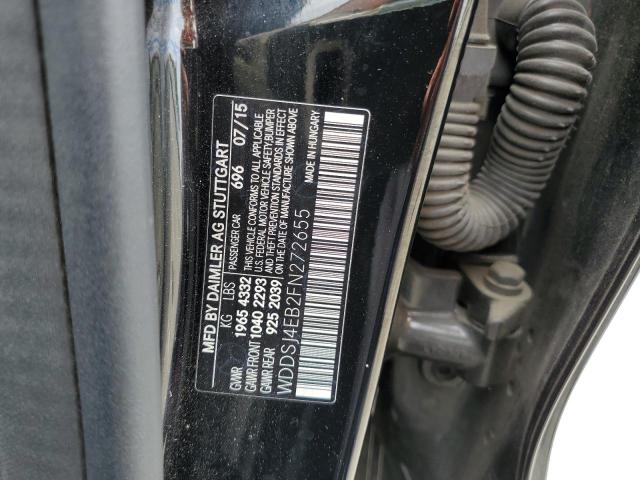 MFD BY DAIMLER AG STUTTGART
KG LBS PASSENGER CAR 696 07/15
GVWR 1965 4332 THIS VEHICLE CONFORMS TO ALL APPLICABLE
GAWR FRONT 1040 2293 U.S. FEDERAL MOTOR VEHICLE SAFETY, BUMPER
GAWR REAR 925 2039 AND THEFT PREVENTION STANDARDS IN EFFECT
ON THE DATE OF MANUFACTURE SHOWN ABOVE
WDDSJ4EB2FN272655 MADE IN HUNGARY